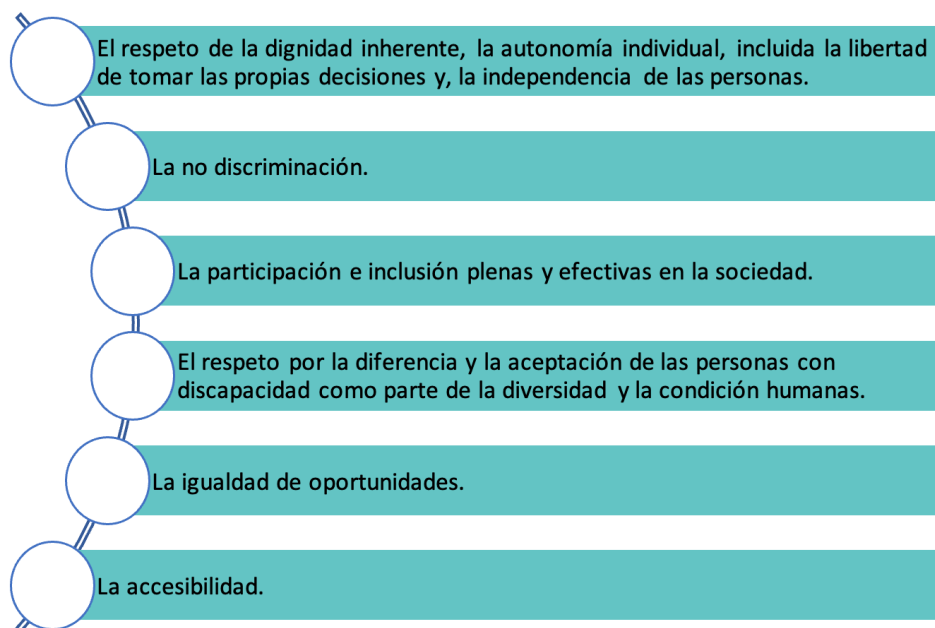 El respeto de la dignidad inherente, la autonomía individual, incluida la libertad
de tomar las propias decisiones y, la independencia de las personas.
La no discriminación.
La participación e inclusión plenas y efectivas en la sociedad.
El respeto por la diferencia y la aceptación de las personas con
discapacidad como parte de la diversidad y la condición humanas.
La igualdad de oportunidades.
La accesibilidad.